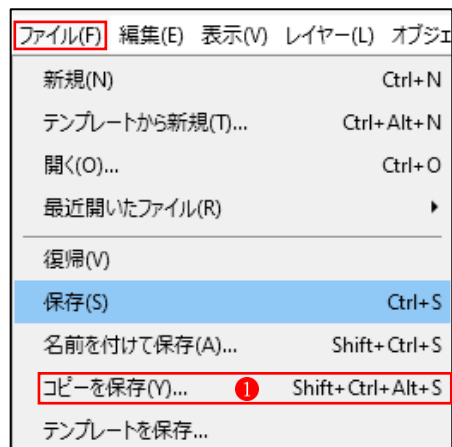 ファイル(F) 編集(E) 表示(V) レイヤー(L) オブジェ
新規(N) Ctrl+N
テンプレートから新規(T)... Ctrl+Alt+N
開く(O)... Ctrl+O
最近開いたファイル(R)
復帰(V)
保存(S) Ctrl+S
名前を付けて保存(A)... Shift+Ctrl+S
コピーを保存(Y)... 1 Shift+Ctrl+Alt+S
テンプレートを保存...